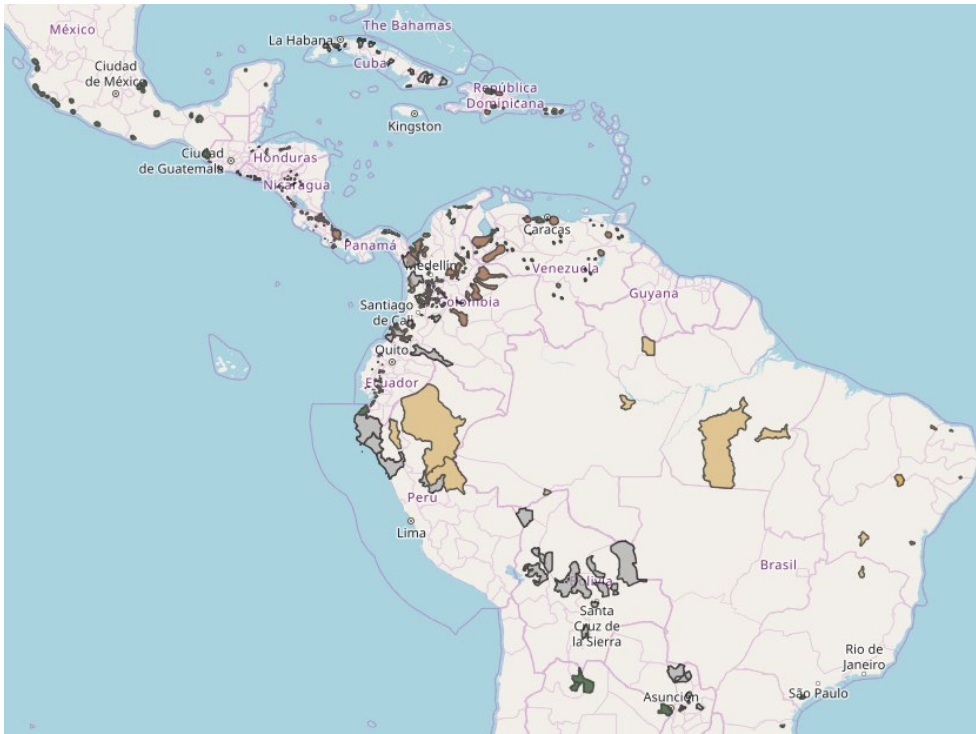 The Bahamas
México
La Habana
Ciudad
de México
Cuba
República
Dominicana
Kingston
Ciudad
de Guatemala
Honduras
Nicaragua
Panamá
Caracas
Medellín
Venezuela
Guyana
Santiago
de Cali
Colombia
Quito
Ecuador
Perú
Lima
Brasil
Bolivia
Santa
Cruz de
la Sierra
Rio de
Janeiro
Asunción
São Paulo